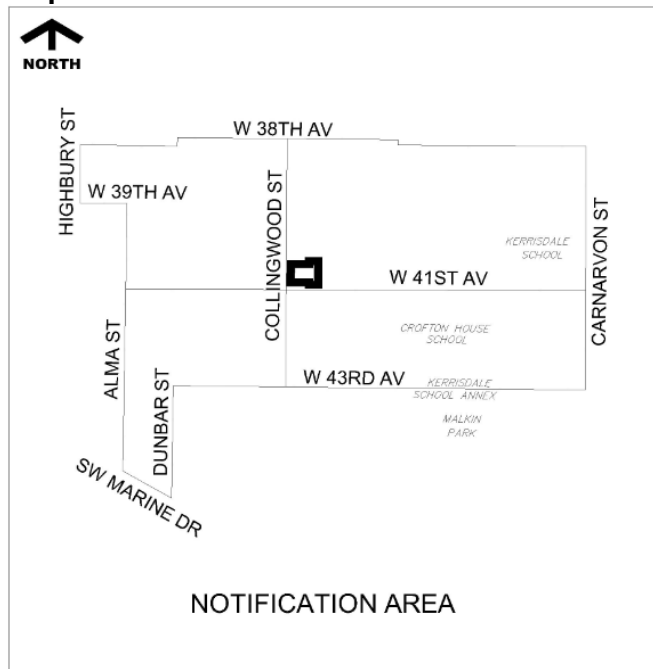 NORTH
W 38TH AV
HIGHBURY ST
W 39TH AV
COLLINGWOOD ST
KERRISDALE
SCHOOL
CARNARVON ST
W 41ST AV
ALMA ST
CROFTON HOUSE
SCHOOL
DUNBAR ST
W 43RD AV
KERRISDALE
SCHOOL ANNEX
MALKIN
PARK
SW MARINE DR
NOTIFICATION AREA